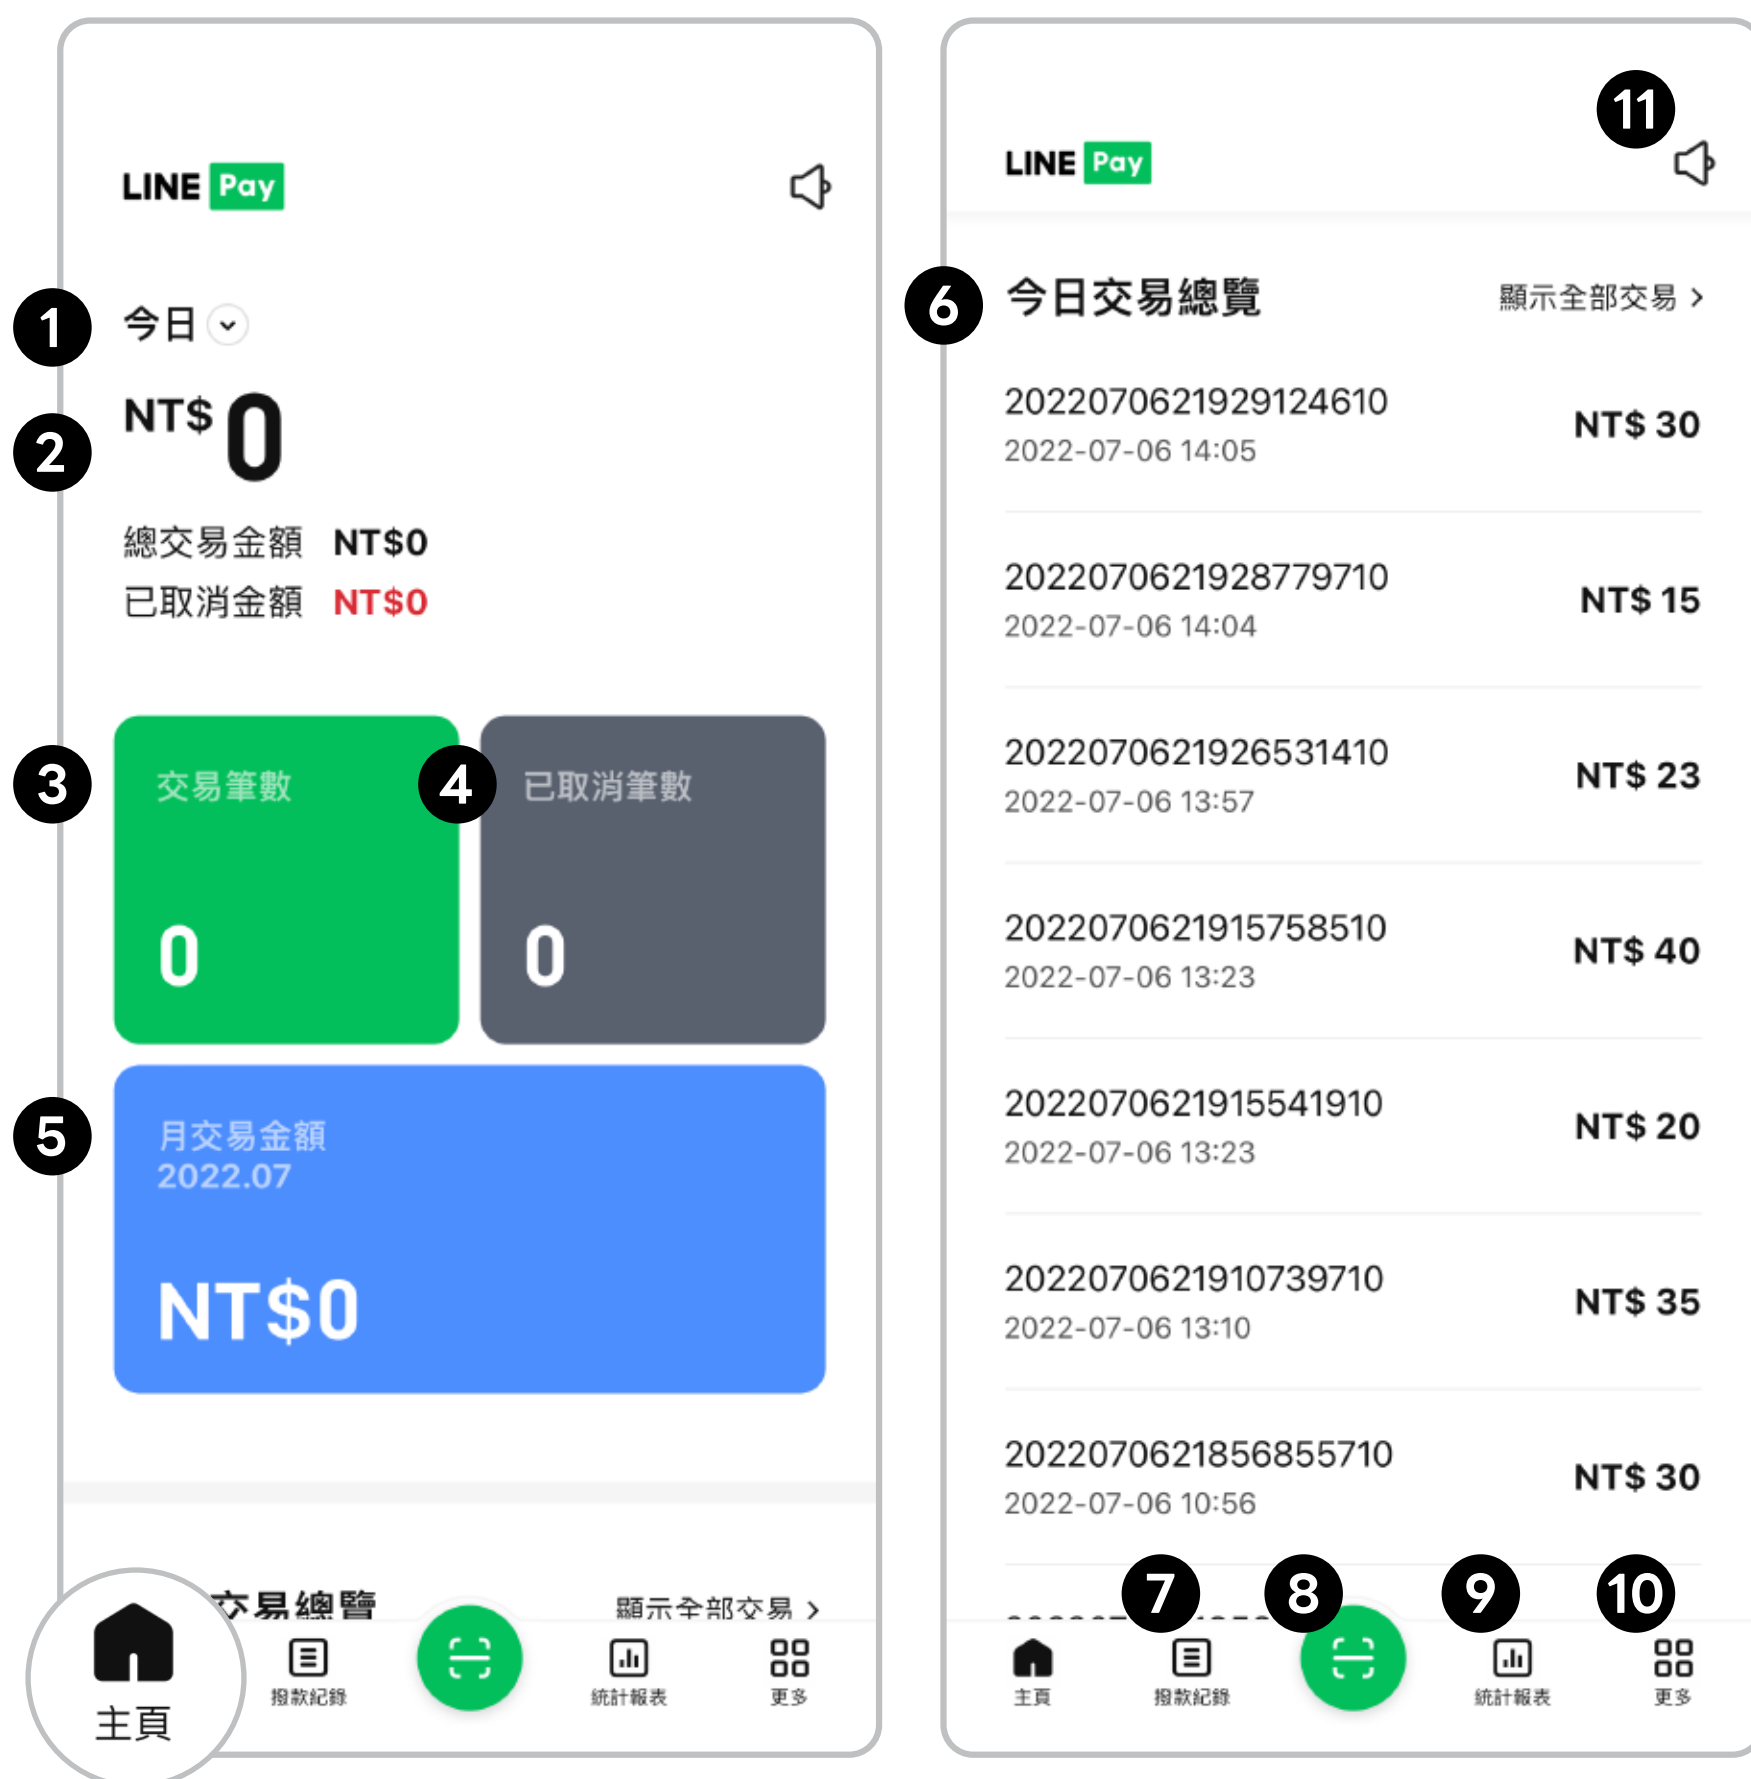 LINE Pay
1
今日
2
NT$ 0
總交易金額 NT$0
已取消金額 NT$0
3
交易筆數
0
4
已取消筆數
0
5
月交易金額
2022.07
NT$0
交易總覽
顯示全部交易 >
主頁
撥款紀錄
統計報表
更多
11
LINE Pay
6
今日交易總覽
顯示全部交易 >
2022070621929124610
NT$ 30
2022-07-06 14:05
2022070621928779710
NT$ 15
2022-07-06 14:04
2022070621926531410
NT$ 23
2022-07-06 13:57
2022070621915758510
NT$ 40
2022-07-06 13:23
2022070621915541910
NT$ 20
2022-07-06 13:23
2022070621910739710
NT$ 35
2022-07-06 13:10
2022070621856855710
NT$ 30
2022-07-06 10:56
7
8
9
10
主頁
撥款紀錄
統計報表
更多